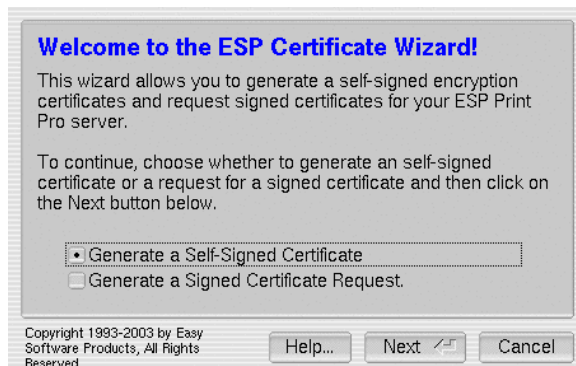 Welcome to the ESP Certificate Wizard!
This wizard allows you to generate a self-signed encryption
certificates and request signed certificates for your ESP Print
Pro server.
To continue, choose whether to generate an self-signed
certificate or a request for a signed certificate and then click on
the Next button below.
Generate a Self-Signed Certificate
Generate a Signed Certificate Request.
Copyright 1993-2003 by Easy
Software Products, All Rights
Reserved
Help...
Next
Cancel